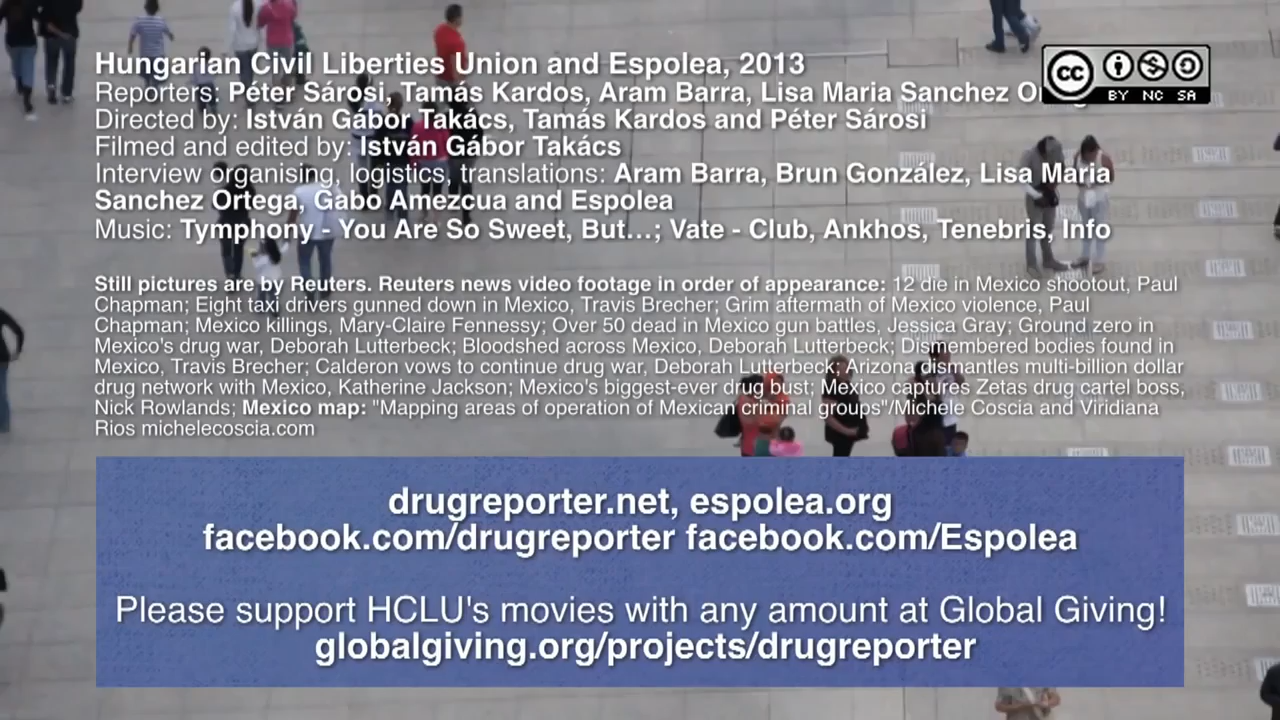 Hungarian Civil Liberties Union and Espolea, 2013
Reporters: Péter Sárosi, Tamás Kardos, Aram Barra, Lisa Maria Sanchez
Directed by: István Gábor Takács, Tamás Kardos and Péter Sárosi
Filmed and edited by: István Gábor Takács
Interview organising, logistics, translations: Aram Barra, Brun González, Lisa Maria
Sanchez Ortega, Gabo Amezcua and Espolea
Music: Tymphony - You Are So Sweet, But...; Vate - Club, Ankhos, Tenebris, Info
cc
BY NC SA
Still pictures are by Reuters. Reuters news video footage in order of appearance: 12 die in Mexico shootout, Paul
Chapman; Eight taxi drivers gunned down in Mexico, Travis Brecher; Grim aftermath of Mexico violence, Paul
Chapman; Mexico killings, Mary-Claire Fennessy; Over 50 dead in Mexico gun battles, Jessica Gray; Ground zero in
Mexico's drug war, Deborah Lutterbeck; Bloodshed across Mexico, Deborah Lutterbeck; Dismembered bodies found in
Mexico, Travis Brecher; Calderon vows to continue drug war, Deborah Lutterbeck; Arizona dismantles multi-billion dollar
drug network with Mexico, Katherine Jackson; Mexico's biggest-ever drug bust; Mexico captures Zetas drug cartel boss,
Nick Rowlands; Mexico map: "Mapping areas of operation of Mexican criminal groups"/Michele Coscia and Viridiana
Rios michelecoscia.com
drugreporter.net, espolea.org
facebook.com/drugreporter facebook.com/Espolea
Please support HCLU's movies with any amount at Global Giving!
globalgiving.org/projects/drugreporter